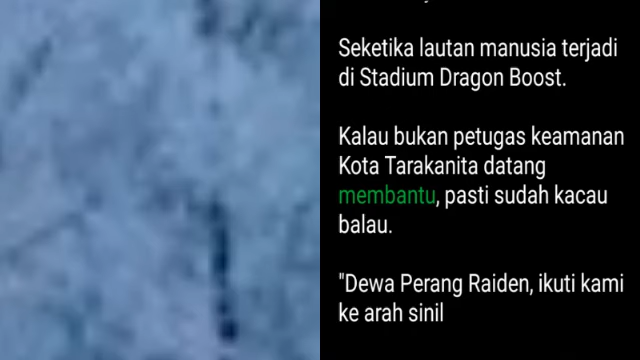 Seketika lautan manusia terjadi
di Stadium Dragon Boost.
Kalau bukan petugas keamanan
Kota Tarakanita datang
membantu, pasti sudah kacau
balau.
"Dewa Perang Raiden, ikuti kami
ke arah sinil